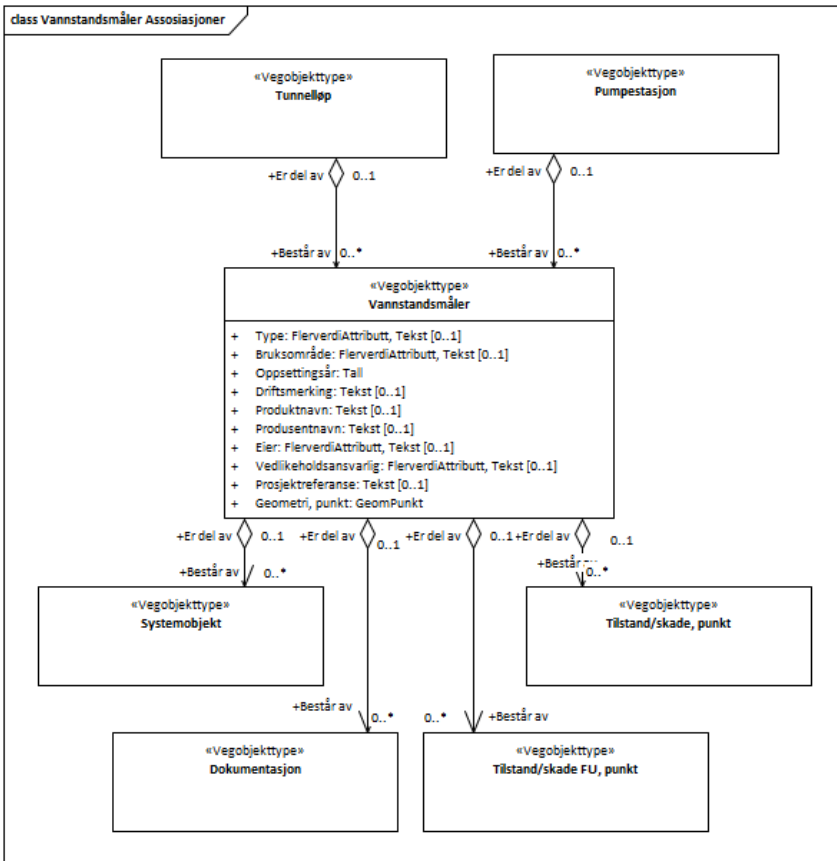 class Vannstandsmåler Assosiasjoner
«Vegobjekttype»
Tunnelløp
«Vegobjekttype»
Pumpestasjon
+Er del av 0..1
+Er del av 0..1
+Består av 0..*
+Består av 0..*
«Vegobjekttype»
Vannstandsmåler
+ Type: FlerverdiAttributt, Tekst [0..1]
+ Bruksområde: FlerverdiAttributt, Tekst [0..1]
+ Oppsettingsår: Tall
+ Driftsmerking: Tekst [0..1]
+ Produktnavn: Tekst [0..1]
+ Produsentnavn: Tekst [0..1]
+ Eier: FlerverdiAttributt, Tekst [0..1]
+ Vedlikeholdsansvarlig: FlerverdiAttributt, Tekst [0..1]
+ Prosjektreferanse: Tekst [0..1]
+ Geometri, punkt: GeomPunkt
+Er del av 0..1
+Er del av 0..1
+Er del av 0..1
+Er del av 0..1
+Består av 0..*
+Består av 0..*
«Vegobjekttype»
Systemobjekt
«Vegobjekttype»
Tilstand/skade, punkt
+Består av 0..*
0..* +Består av
«Vegobjekttype»
Dokumentasjon
«Vegobjekttype»
Tilstand/skade FU, punkt